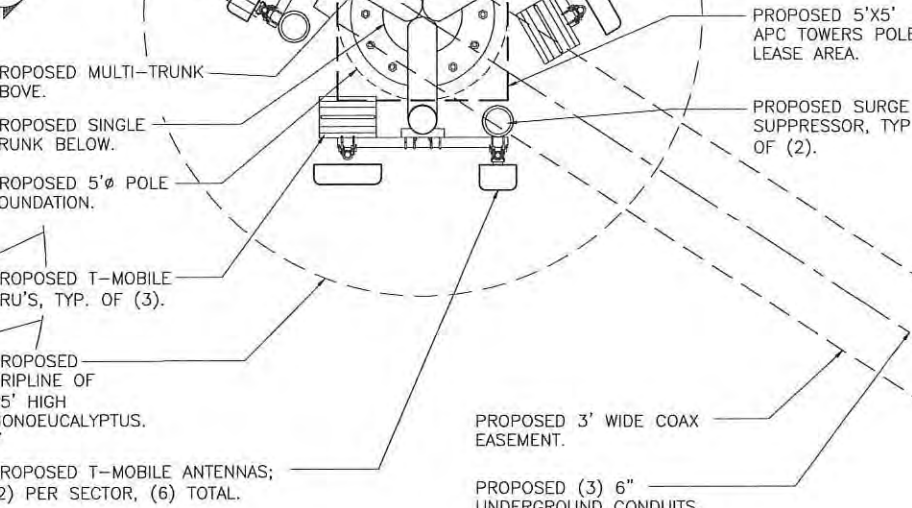 ROPOSED MULTI-TRUNK
BOVE.
ROPOSED SINGLE
RUNK BELOW.
ROPOSED 5'ø POLE
OUNDATION.
ROPOSED T-MOBILE
RU'S, TYP. OF (3).
ROPOSED
RIPLINE OF
5' HIGH
ONOEUCALYPTUS.
ROPOSED T-MOBILE ANTENNAS;
2) PER SECTOR, (6) TOTAL.
PROPOSED 5'X5'
APC TOWERS POLE
LEASE AREA.
PROPOSED SURGE
SUPPRESSOR, TYP
OF (2).
PROPOSED 3' WIDE COAX
EASEMENT.
PROPOSED (3) 6"
UNDERGROUND CONDUITS